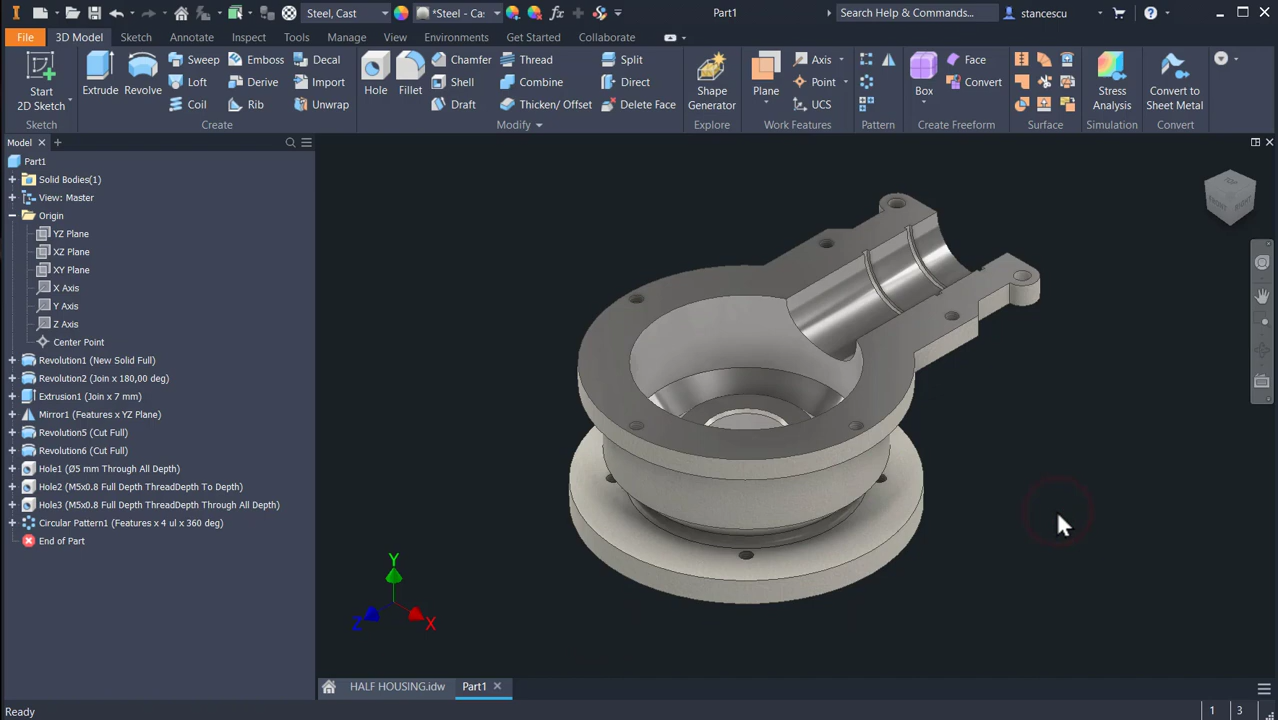 Steel, Cast
*Steel - Cas
fx
Part1
Search Help & Commands...
stancescu
File
3D Model
Sketch
Annotate
Inspect
Tools
Manage
View
Environments
Get Started
Collaborate
Start
2D Sketch
Extrude
Revolve
Sweep
Loft
Coil
Emboss
Derive
Rib
Decal
Import
Unwrap
Hole
Fillet
Chamfer
Shell
Draft
Thread
Combine
Thicken/ Offset
Split
Direct
Delete Face
Shape
Generator
Plane
Axis
Point
UCS
Box
Face
Convert
Stress
Analysis
Convert to
Sheet Metal
Sketch
Create
Modify
Explore
Work Features
Pattern
Create Freeform
Surface
Simulation
Convert
Model
Part1
Solid Bodies(1)
View: Master
Origin
YZ Plane
XZ Plane
XY Plane
X Axis
Y Axis
Z Axis
Center Point
Revolution1 (New Solid Full)
Revolution2 (Join x 180,00 deg)
Extrusion1 (Join x 7 mm)
Mirror1 (Features x YZ Plane)
Revolution5 (Cut Full)
Revolution6 (Cut Full)
Hole1 (Ø5 mm Through All Depth)
Hole2 (M5x0.8 Full Depth ThreadDepth To Depth)
Hole3 (M5x0.8 Full Depth ThreadDepth Through All Depth)
Circular Pattern1 (Features x 4 ul x 360 deg)
End of Part
Y
Z
X
HALF HOUSING.idw
Part1
Ready
1
3